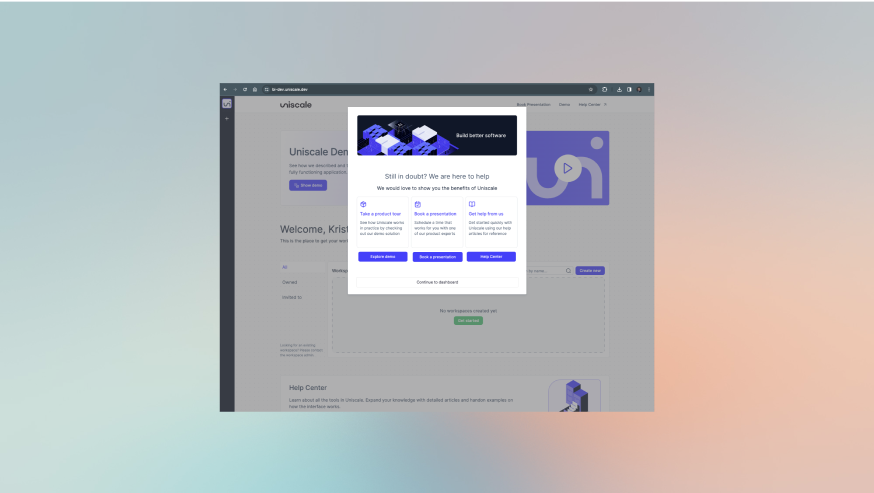 tr-dev.uniscale.dev
uniscale
Book Presentation Demo Help Center
Build better software
Uniscale Den
See how are described and
fully functioning application.
Show demo
Still in doubt? We are here to help
We would love to show you the benefits of Uniscale
Take a product tour
See how Uniscale works
in practice by checking
out our demo solution
Explore demo
Book a presentation
Schedule a time that
works for you with one
of our product experts
Book a presentation
Get help from us
Get started quickly with
uniscale using our help
articles for reference
Help Center
Continue to dashboard
Welcome, Krist
This is the place to get your work
All
Owned
Invited to
Worksp
by name...
Create new
No workspaces created yet
Get started
Looking for an existing
workspace? Please contact
the workspace admin
Help Center
Learn about all the tools in Uniscale. Expand your knowledge with detailed articles and handon examples on
how the interface works.